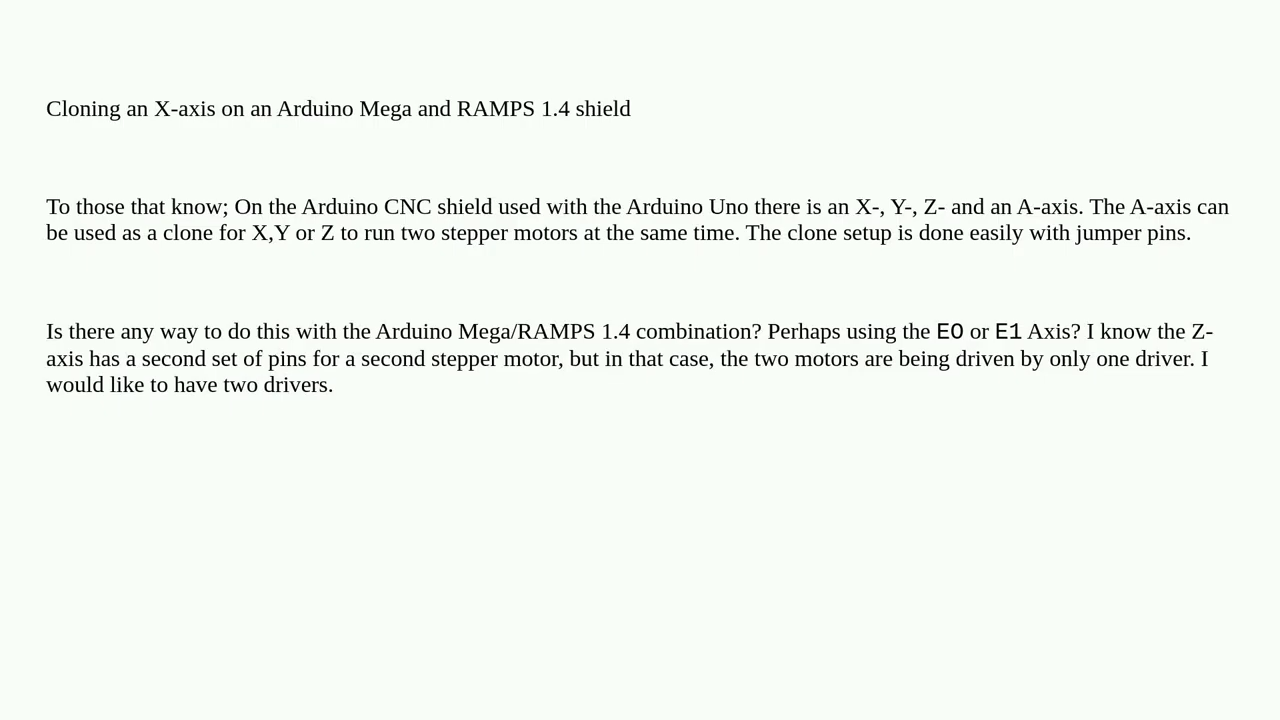 Cloning an X-axis on an Arduino Mega and RAMPS 1.4 shield
To those that know; On the Arduino CNC shield used with the Arduino Uno there is an X-, Y-, Z- and an A-axis. The A-axis can
be used as a clone for X,Y or Z to run two stepper motors at the same time. The clone setup is done easily with jumper pins.
Is there any way to do this with the Arduino Mega/RAMPS 1.4 combination? Perhaps using the E0 or E1 Axis? I know the Z-
axis has a second set of pins for a second stepper motor, but in that case, the two motors are being driven by only one driver. I
would like to have two drivers.